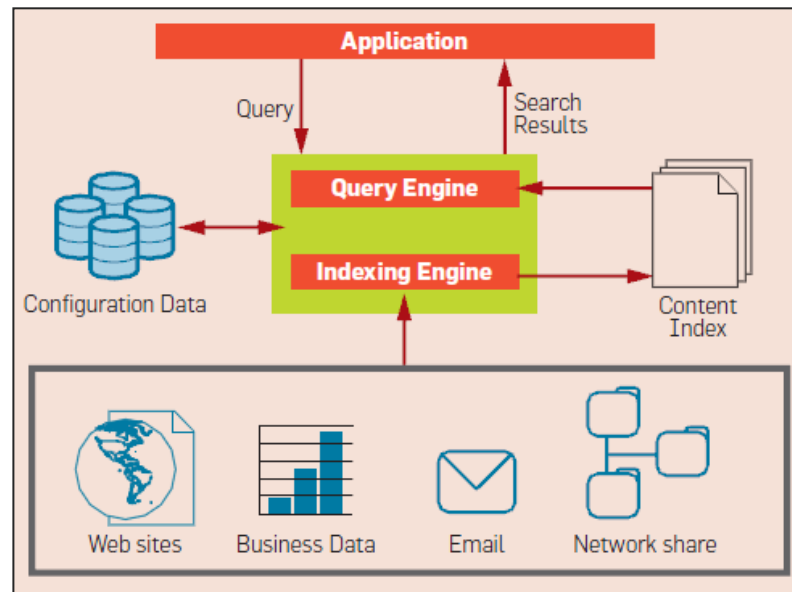 Application
Query
Search
Results
Query Engine
Indexing Engine
Configuration Data
Content
Index
Web sites
Business Data
Email
Network share